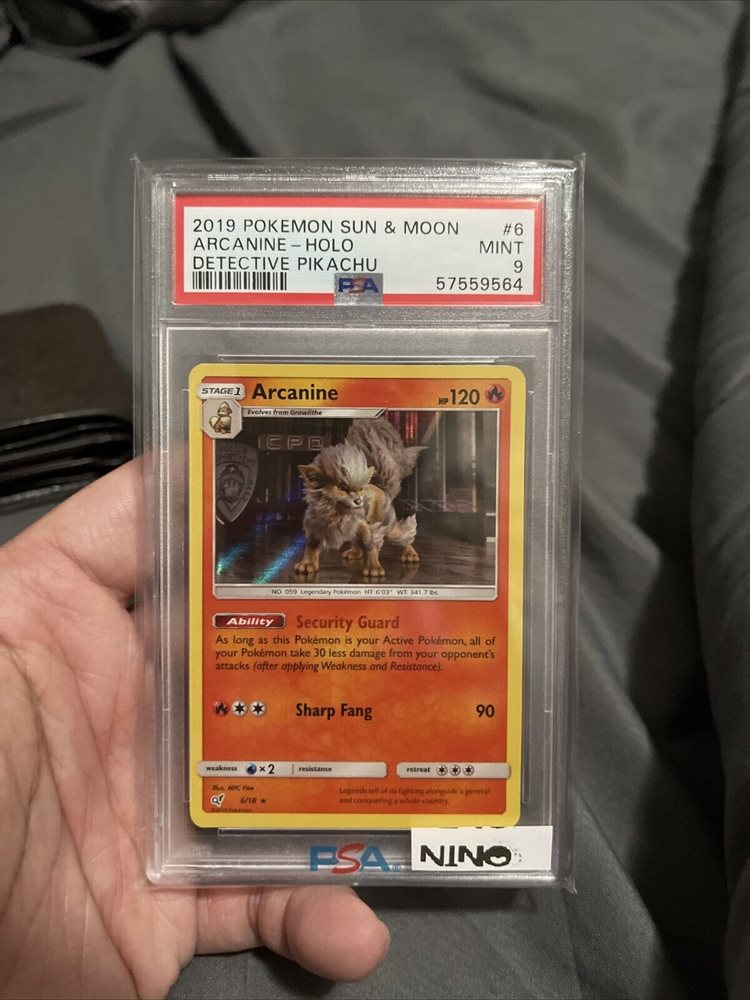 2019 POKEMON SUN & MOON #6
ARCANINE - HOLO MINT
DETECTIVE PIKACHU 9
PSA 57559564
STAGE 1 Arcanine HP 120
Evolves from Growlithe
CPD
NO. 059 Legendary Pokémon HT: 6'03" WT: 341.7 lbs
Ability Security Guard
As long as this Pokémon is your Active Pokémon, all of
your Pokémon take 30 less damage from your opponent's
attacks (after applying Weakness and Resistance).
Sharp Fang 90
weakness ×2 resistance retreat
Illus. MPC Film
6/18 ★
©2019 Pokémon
Legends tell of its fighting alongside a general
and conquering a whole country.
PSA
NINO